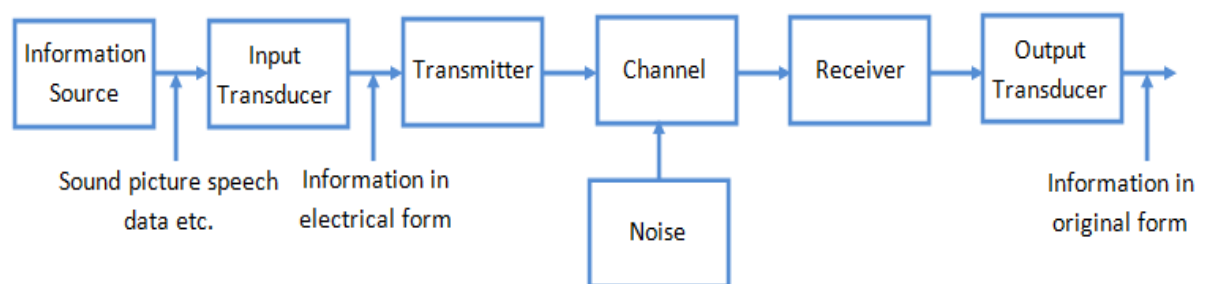 Information
Source
Input
Transducer
Transmitter
Channel
Receiver
Output
Transducer
Sound picture speech
data etc.
Information in
electrical form
Noise
Information in
original form